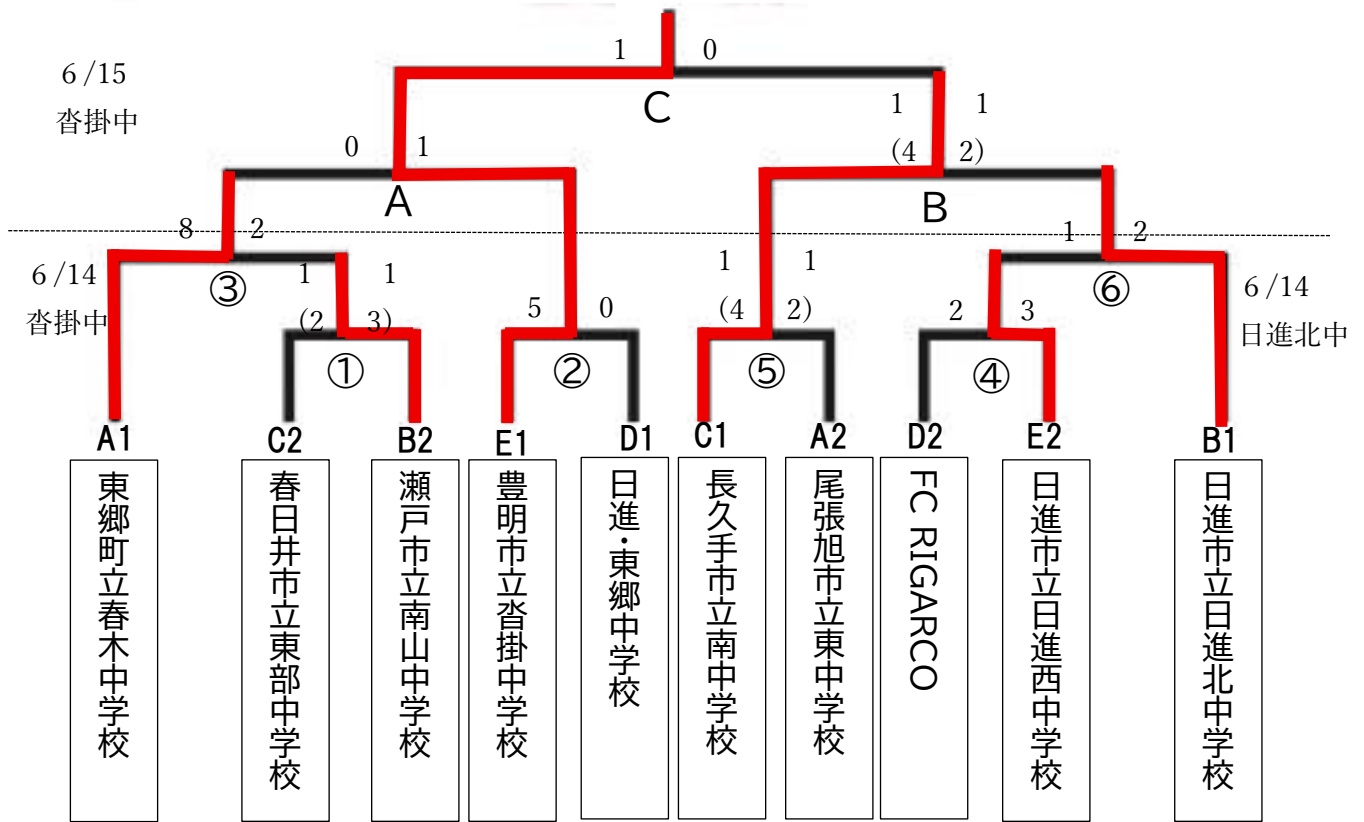 1 0
6/15
沓掛中
C
1 1
(4 2)
0 1
A
B
8 2
1 2
6/14
沓掛中
③
1 1
(2 3)
①
5 0
②
1 1
(4 2)
⑤
2 3
④
⑥
6/14
日進北中
A1 C2 B2 E1 D1 C1 A2 D2 E2 B1
東郷町立春木中学校
春日井市立東部中学校
瀬戸市立南山中学校
豊明市立沓掛中学校
日進・東郷中学校
長久手市立南中学校
尾張旭市立東中学校
FC RIGARCO
日進市立日進西中学校
日進市立日進北中学校